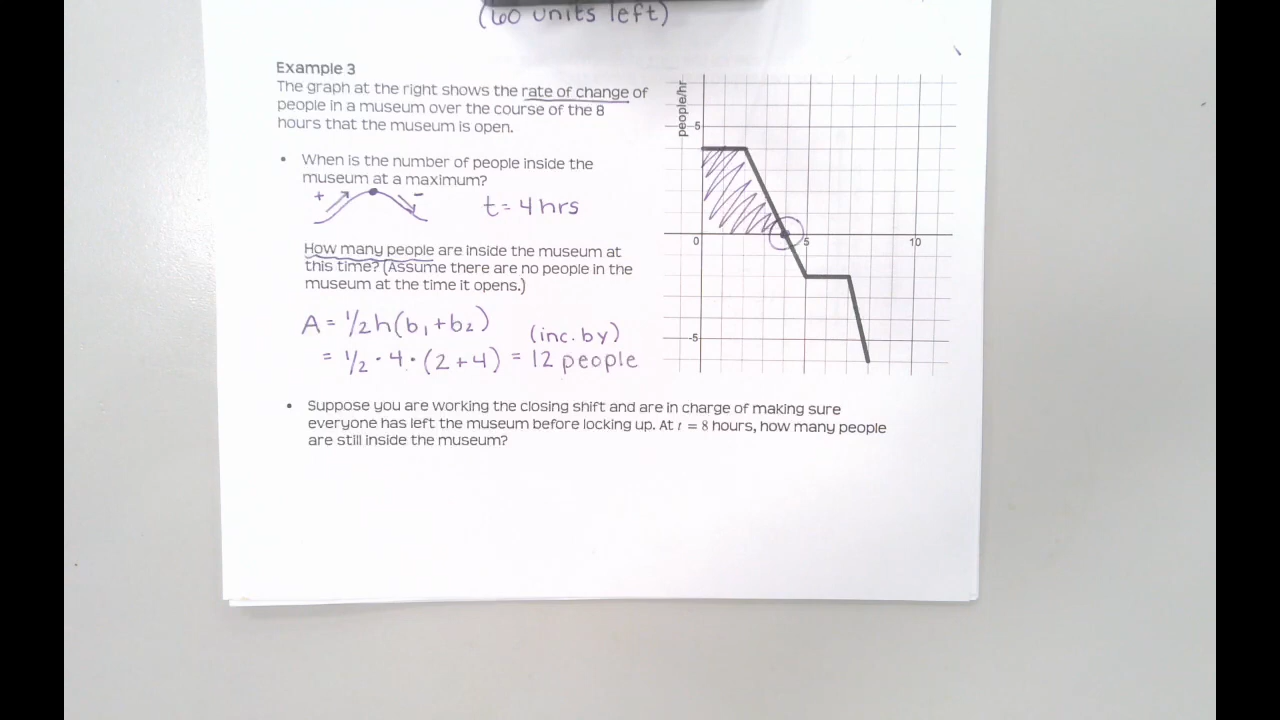 (60 units left)
Example 3
The graph at the right shows the rate of change of
people in a museum over the course of the 8
hours that the museum is open.
• When is the number of people inside the
museum at a maximum?
+ -
t = 4 hrs
How many people are inside the museum at
this time? (Assume there are no people in the
museum at the time it opens.)
A = 1/2 h(b₁ + b₂)
(inc. by)
= 1/2 · 4 · (2 + 4) = 12 people
people/hr
5
0 5 10
-5
• Suppose you are working the closing shift and are in charge of making sure
everyone has left the museum before locking up. At t = 8 hours, how many people
are still inside the museum?